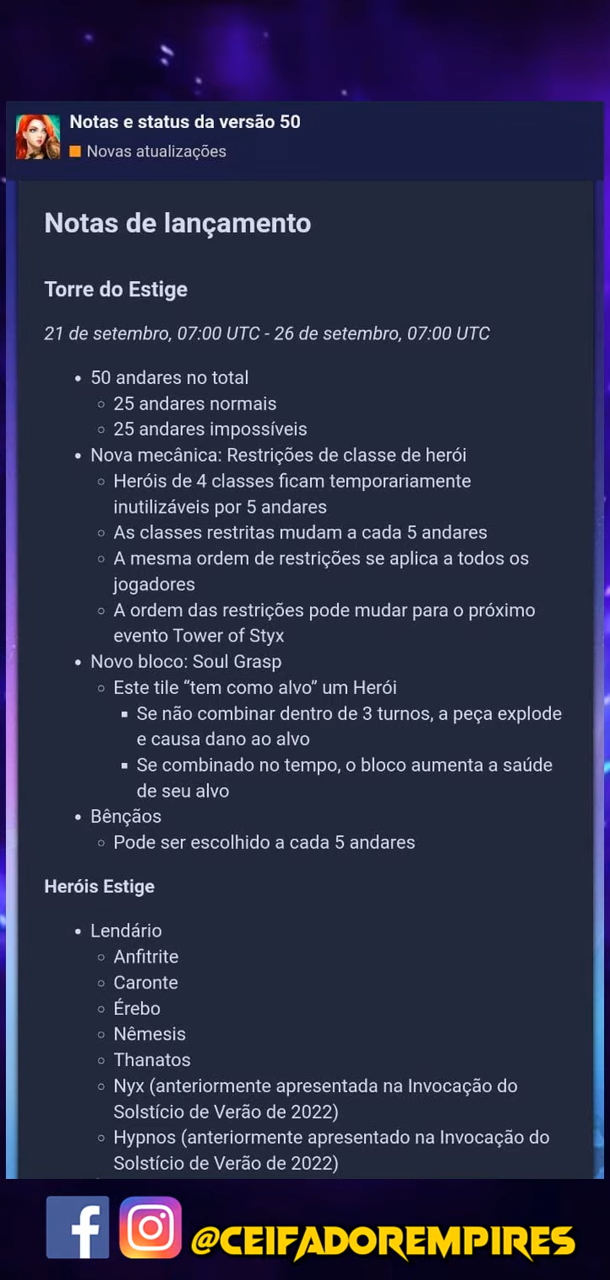 Notas e status da versão 50
Novas atualizações
Notas de lançamento
Torre do Estige
21 de setembro, 07:00 UTC - 26 de setembro, 07:00 UTC
50 andares no total
25 andares normais
25 andares impossíveis
Nova mecânica: Restrições de classe de herói
Heróis de 4 classes ficam temporariamente
inutilizáveis por 5 andares
As classes restritas mudam a cada 5 andares
A mesma ordem de restrições se aplica a todos os
jogadores
A ordem das restrições pode mudar para o próximo
evento Tower of Styx
Novo bloco: Soul Grasp
Este tile “tem como alvo” um Herói
Se não combinar dentro de 3 turnos, a peça explode
e causa dano ao alvo
Se combinado no tempo, o bloco aumenta a saúde
de seu alvo
Bênçãos
Pode ser escolhido a cada 5 andares
Heróis Estige
Lendário
Anfitrite
Caronte
Érebo
Nêmesis
Thanatos
Nyx (anteriormente apresentada na Invocação do
Solstício de Verão de 2022)
Hypnos (anteriormente apresentado na Invocação do
Solstício de Verão de 2022)
@CEIFADOREMPIRES